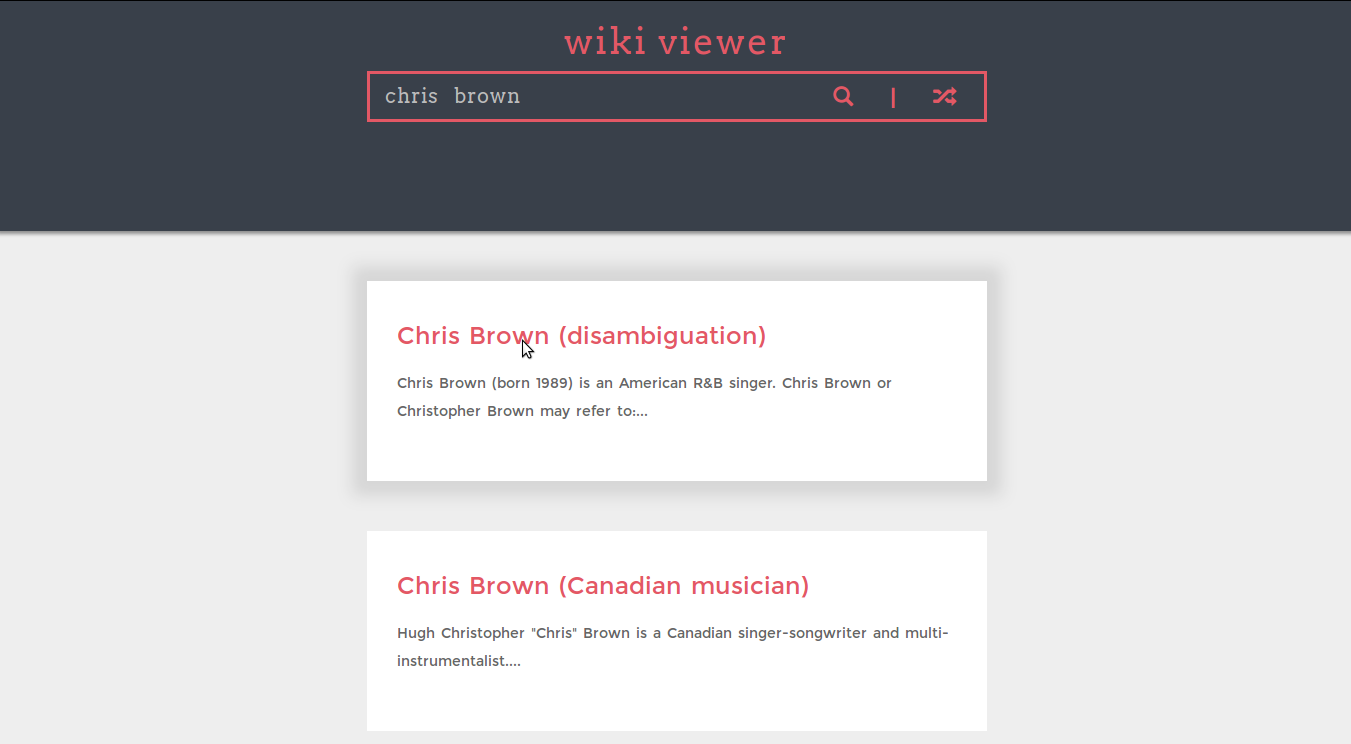 wiki viewer
chris brown
Chris Brown (disambiguation)
Chris Brown (born 1989) is an American R&B singer. Chris Brown or
Christopher Brown may refer to:...
Chris Brown (Canadian musician)
Hugh Christopher "Chris" Brown is a Canadian singer-songwriter and multi-
instrumentalist....